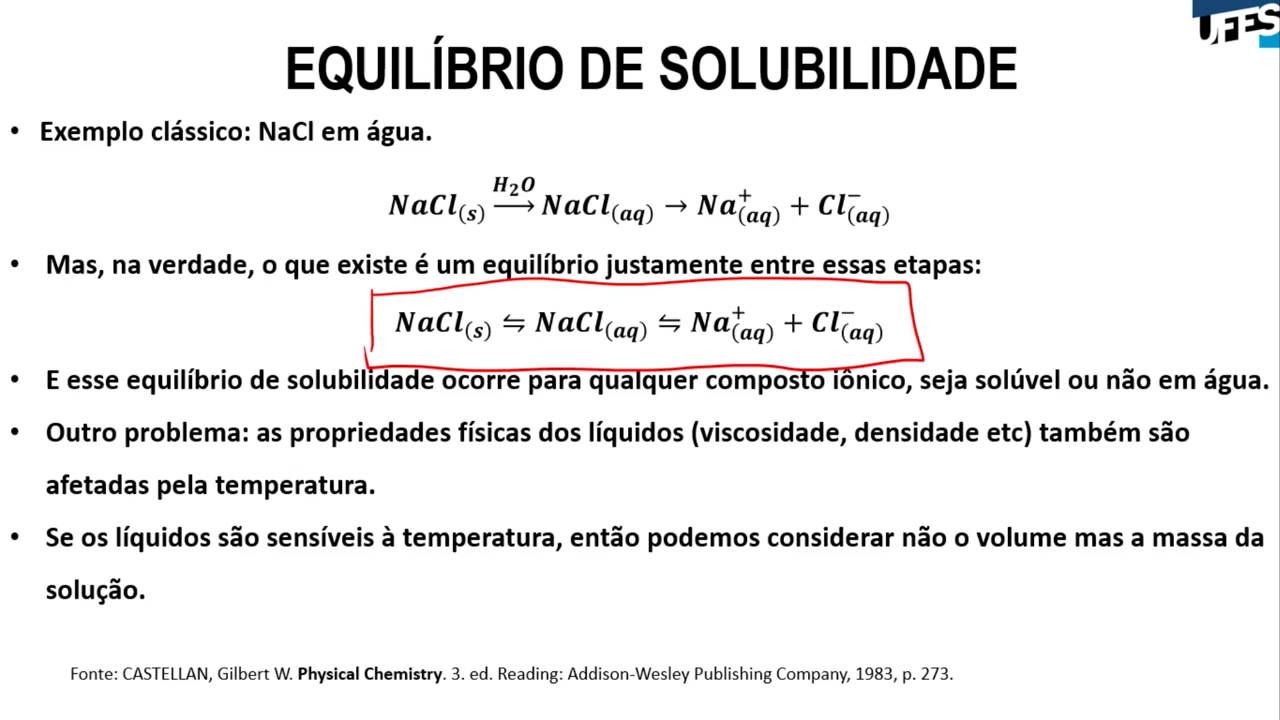 UFES
EQUILÍBRIO DE SOLUBILIDADE
• Exemplo clássico: NaCl em água.
NaCl₍s₎ —H₂O→ NaCl₍aq₎ → Na⁺₍aq₎ + Cl⁻₍aq₎
• Mas, na verdade, o que existe é um equilíbrio justamente entre essas etapas:
NaCl₍s₎ ⇋ NaCl₍aq₎ ⇋ Na⁺₍aq₎ + Cl⁻₍aq₎
• E esse equilíbrio de solubilidade ocorre para qualquer composto iônico, seja solúvel ou não em água.
• Outro problema: as propriedades físicas dos líquidos (viscosidade, densidade etc) também são
afetadas pela temperatura.
• Se os líquidos são sensíveis à temperatura, então podemos considerar não o volume mas a massa da
solução.
Fonte: CASTELLAN, Gilbert W. Physical Chemistry. 3. ed. Reading: Addison-Wesley Publishing Company, 1983, p. 273.